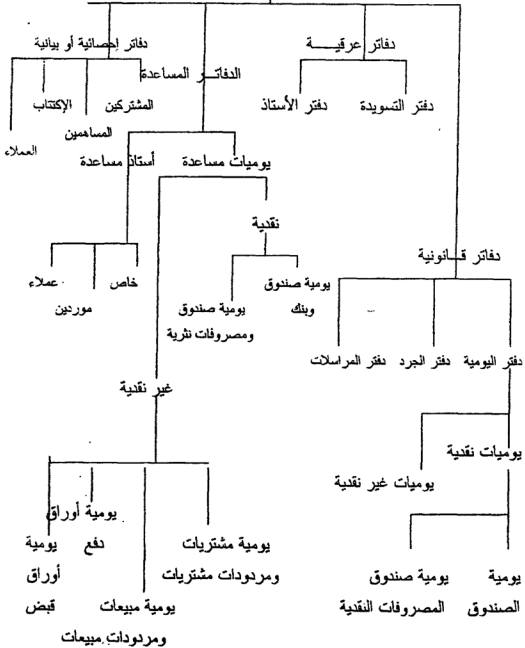 دفاتر عرقيـــــة
دفاتر إحصائية أو بيانية
الدفاتـــر المساعدة
دفتر التسويدة
دفتر الأستاذ
المشتركين
الإكتتاب
المساهمين
العملاء
يوميات مساعدة
أستاذ مساعدة
نقدية
دفاتر قـــانونية
يومية صندوق
وبنك
يومية صندوق
ومصروفات نثرية
خاص
موردين
عملاء
دفتر اليومية
دفتر الجرد
دفتر المراسلات
غير نقدية
يوميات نقدية
يوميات غير نقدية
يومية أوراق
دفع
يومية
أوراق
قبض
يومية مشتريات
ومردودات مشتريات
يومية مبيعات
ومردودات مبيعات
يومية
الصندوق
يومية صندوق
المصروفات النقدية